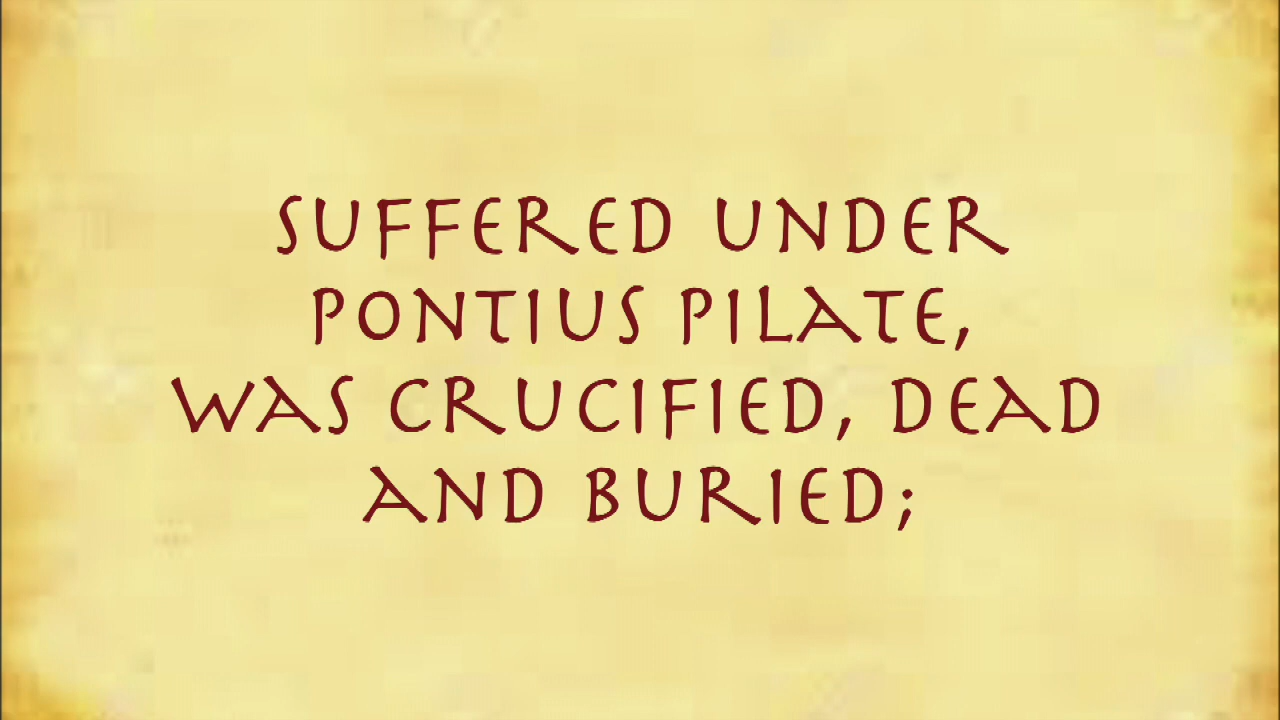 SUFFERED UNDER
PONTIUS PILATE,
WAS CRUCIFIED, DEAD
AND BURIED;